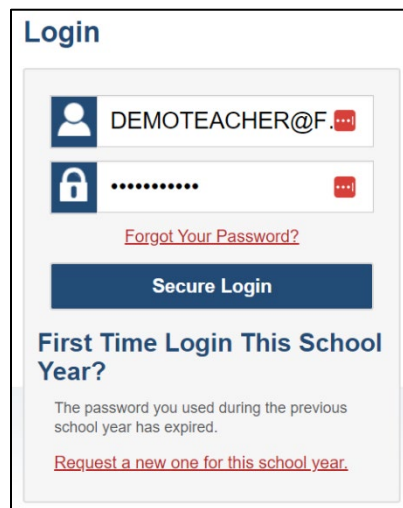 Login
DEMOTEACHER@F.
•••••••••••
Forgot Your Password?
Secure Login
First Time Login This School
Year?
The password you used during the previous
school year has expired.
Request a new one for this school year.